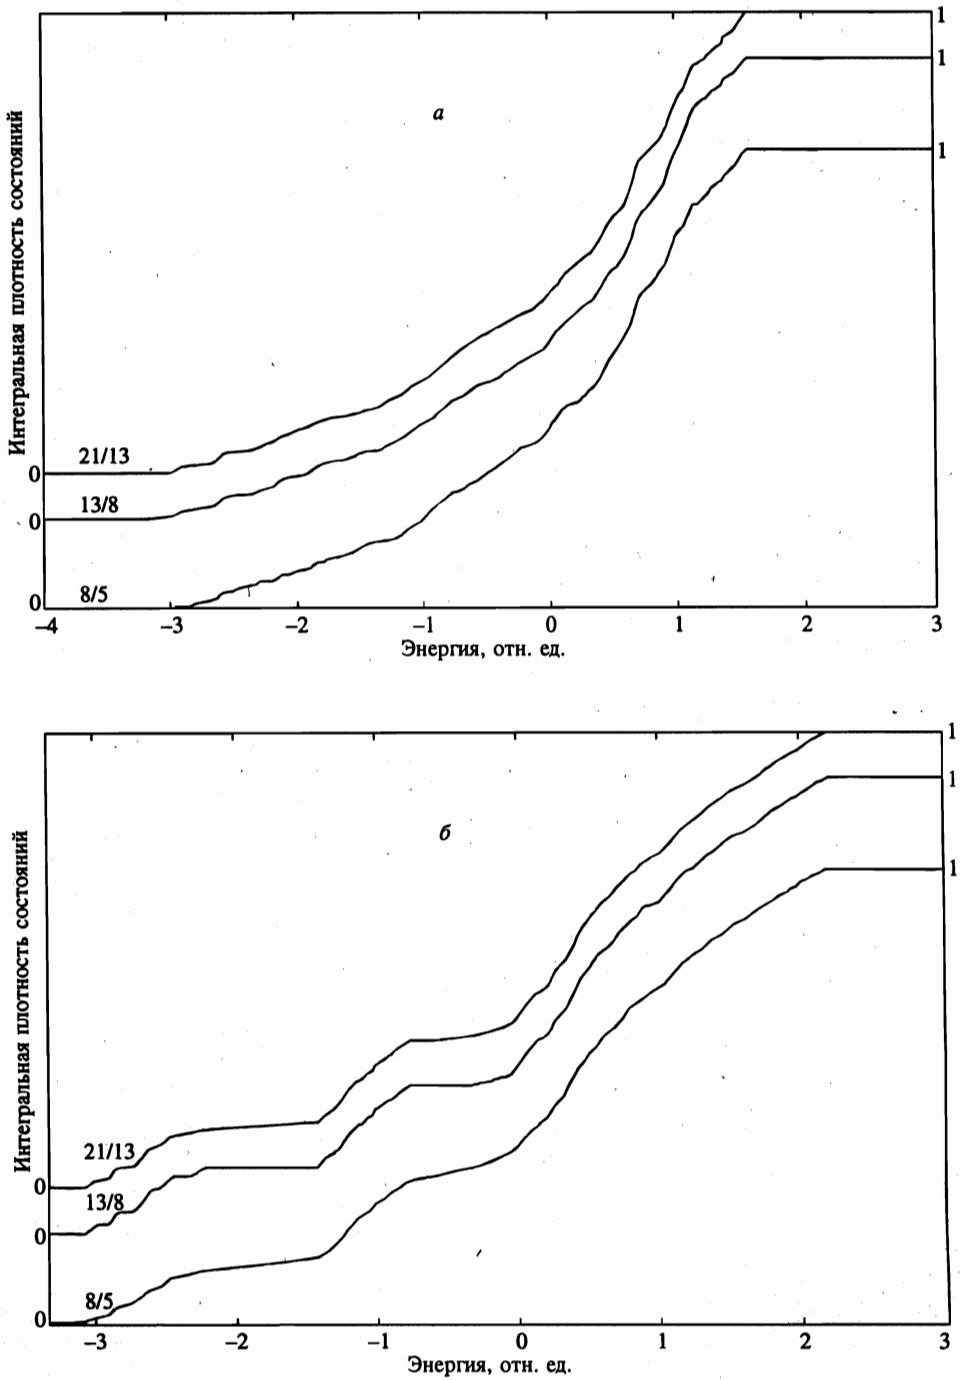 1
1
а
1
Интегральная плотность состояний
21/13
0
13/8
0
8/5
0
−4 −3 −2 −1 0 1 2 3
Энергия, отн. ед.
1
1
б
1
Интегральная плотность состояний
21/13
0
13/8
0
8/5
0
−3 −2 −1 0 1 2 3
Энергия, отн. ед.